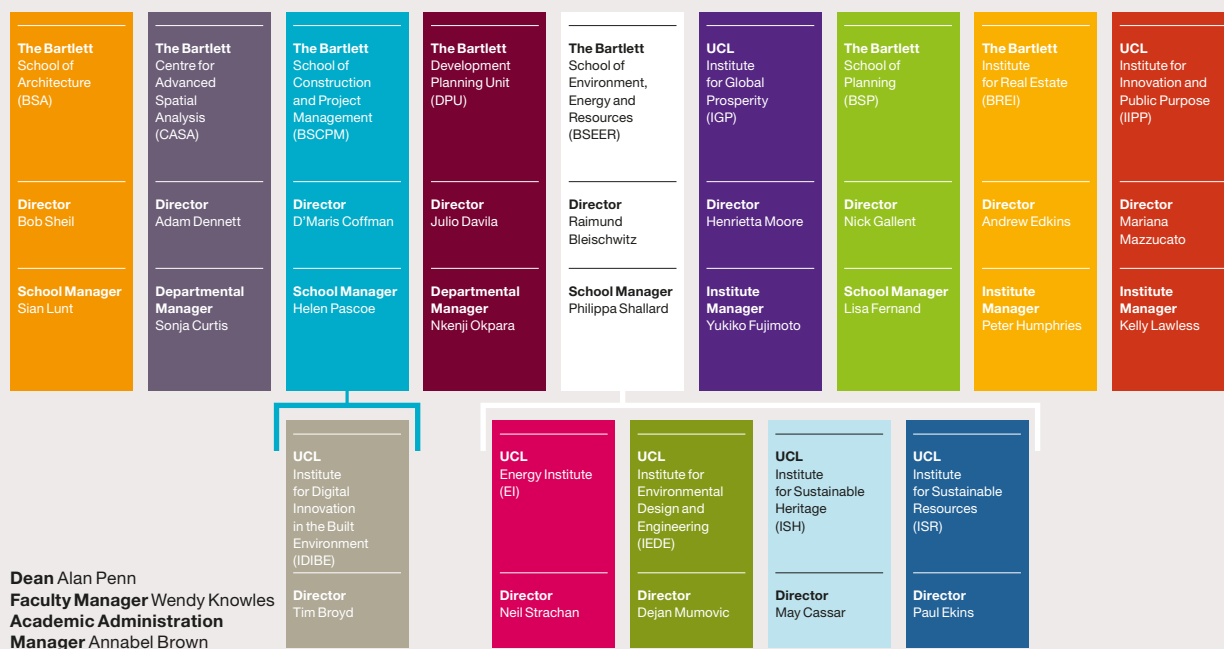 The Bartlett
School of
Architecture
(BSA)
Director
Bob Sheil
School Manager
Sian Lunt
The Bartlett
Centre for
Advanced
Spatial
Analysis
(CASA)
Director
Adam Dennett
Departmental
Manager
Sonja Curtis
The Bartlett
School of
Construction
and Project
Management
(BSCPM)
Director
D'Maris Coffman
School Manager
Helen Pascoe
The Bartlett
Development
Planning Unit
(DPU)
Director
Julio Davila
Departmental
Manager
Nkenji Okpara
The Bartlett
School of
Environment,
Energy and
Resources
(BSEER)
Director
Raimund
Bleischwitz
School Manager
Philippa Shallard
UCL
Institute
for Global
Prosperity
(IGP)
Director
Henrietta Moore
Institute
Manager
Yukiko Fujimoto
The Bartlett
School of
Planning
(BSP)
Director
Nick Gallent
School Manager
Lisa Fernand
The Bartlett
Institute
for Real Estate
(BREI)
Director
Andrew Edkins
Institute
Manager
Peter Humphries
UCL
Institute for
Innovation and
Public Purpose
(IIPP)
Director
Mariana
Mazzucato
Institute
Manager
Kelly Lawless
UCL
Institute
for Digital
Innovation
in the Built
Environment
(IDIBE)
Director
Tim Broyd
UCL
Energy Institute
(EI)
Director
Neil Strachan
UCL
Institute for
Environmental
Design and
Engineering
(IEDE)
Director
Dejan Mumovic
UCL
Institute
for Sustainable
Heritage
(ISH)
Director
May Cassar
UCL
Institute
for Sustainable
Resources
(ISR)
Director
Paul Ekins
Dean Alan Penn
Faculty Manager Wendy Knowles
Academic Administration
Manager Annabel Brown